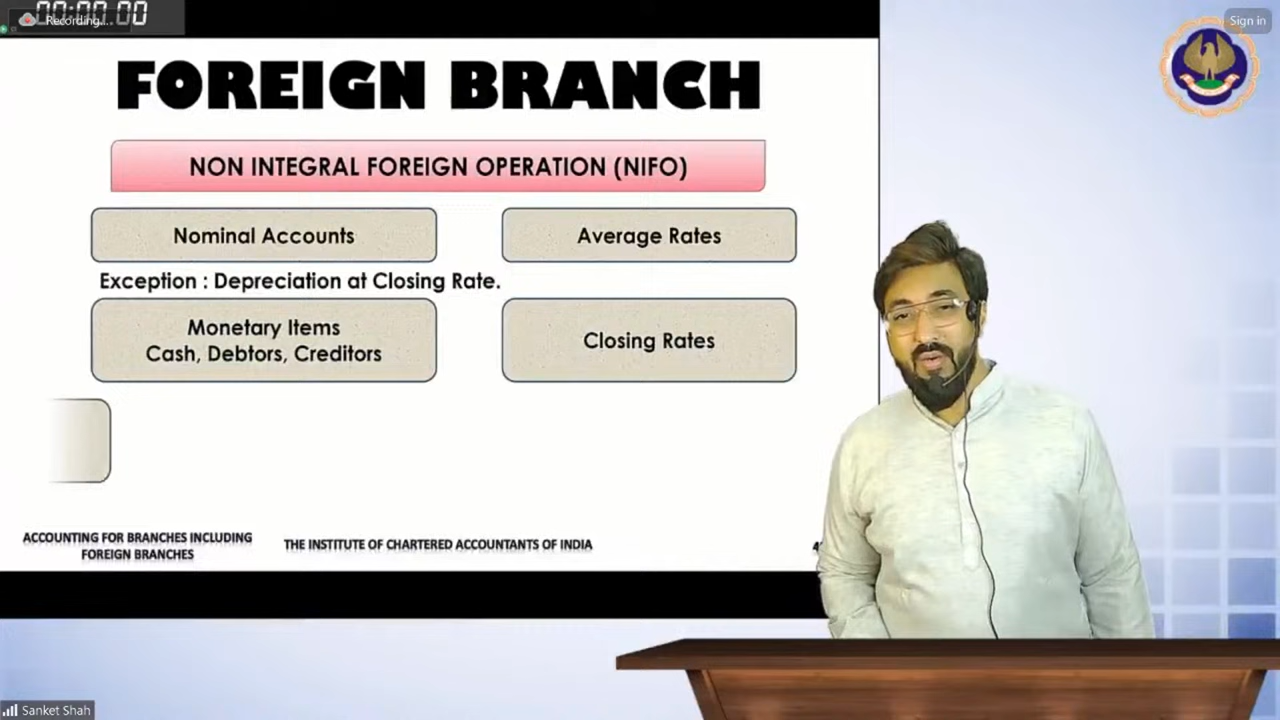 00:00.00
Recording...
Sign in
FOREIGN BRANCH
NON INTEGRAL FOREIGN OPERATION (NIFO)
Nominal Accounts
Average Rates
Exception : Depreciation at Closing Rate.
Monetary Items
Cash, Debtors, Creditors
Closing Rates
ACCOUNTING FOR BRANCHES INCLUDING
FOREIGN BRANCHES
THE INSTITUTE OF CHARTERED ACCOUNTANTS OF INDIA
Sanket Shah